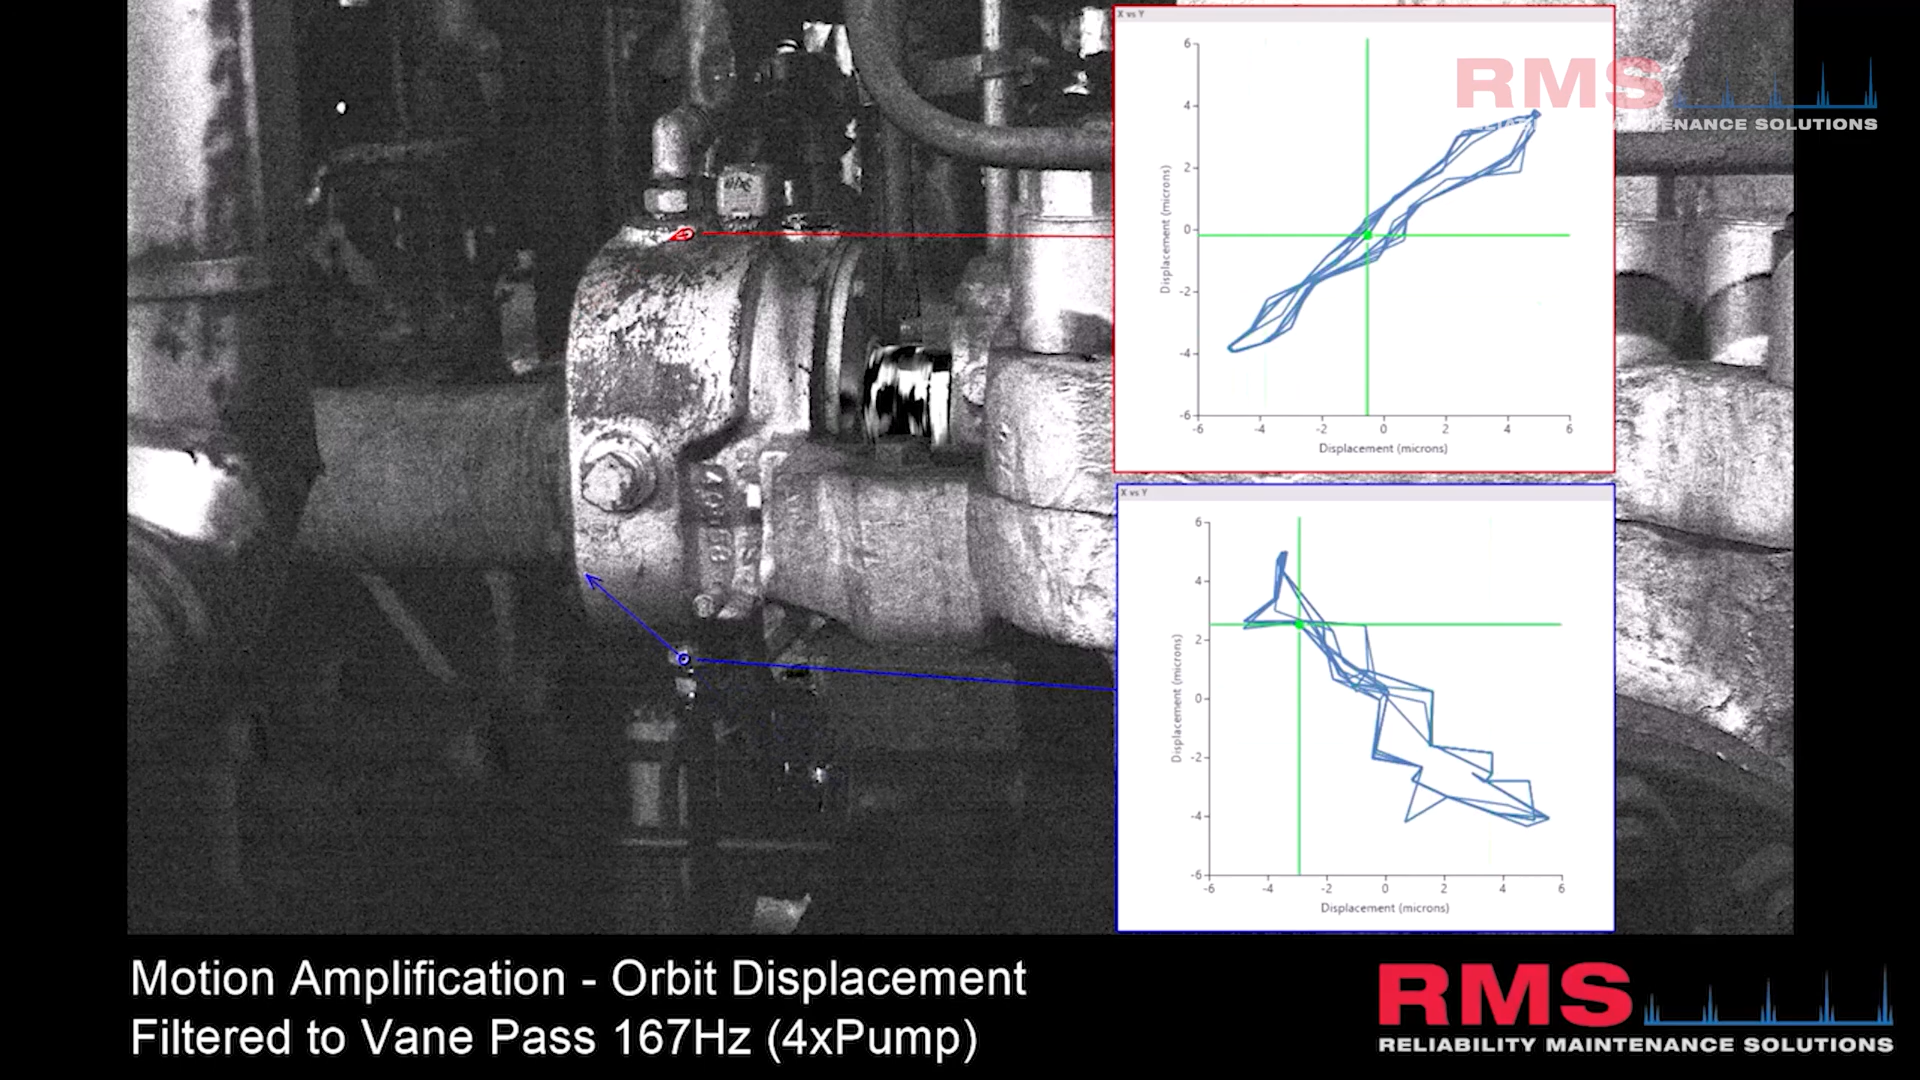 X vs Y
RMS
MAINTENANCE SOLUTIONS
6
4
2
0
-2
-4
-6
Displacement (microns)
-6
-4
-2
0
2
4
6
Displacement (microns)
X vs Y
6
4
2
0
-2
-4
-6
Displacement (microns)
-6
-4
-2
0
2
4
6
Displacement (microns)
Motion Amplification - Orbit Displacement
Filtered to Vane Pass 167Hz (4xPump)
RMS
RELIABILITY MAINTENANCE SOLUTIONS